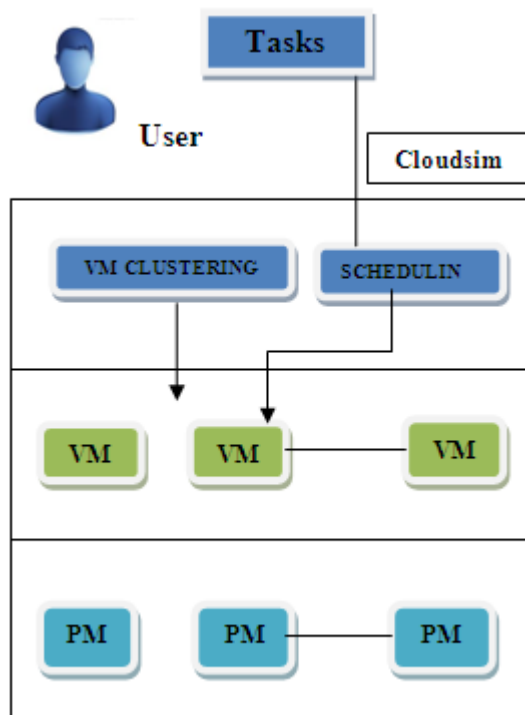 Tasks
User
Cloudsim
VM CLUSTERING
SCHEDULIN
VM
VM
VM
PM
PM
PM